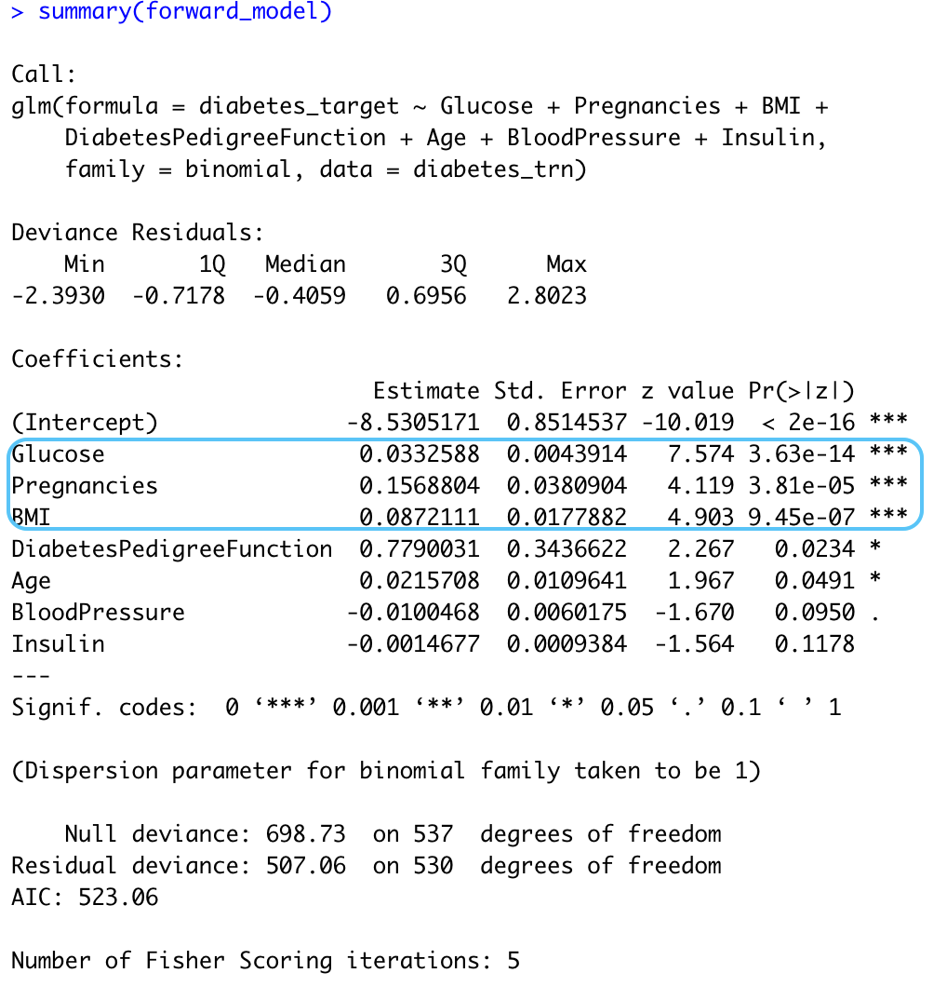 > summary(forward_model)
Call:
glm(formula = diabetes_target ~ Glucose + Pregnancies + BMI +
    DiabetesPedigreeFunction + Age + BloodPressure + Insulin,
    family = binomial, data = diabetes_trn)
Deviance Residuals:
    Min       1Q   Median       3Q      Max
-2.3930  -0.7178  -0.4059   0.6956   2.8023
Coefficients:
                           Estimate Std. Error z value Pr(>|z|)
(Intercept)              -8.5305171  0.8514537 -10.019  < 2e-16 ***
Glucose                   0.0332588  0.0043914   7.574 3.63e-14 ***
Pregnancies               0.1568804  0.0380904   4.119 3.81e-05 ***
BMI                       0.0872111  0.0177882   4.903 9.45e-07 ***
DiabetesPedigreeFunction  0.7790031  0.3436622   2.267   0.0234 *
Age                       0.0215708  0.0109641   1.967   0.0491 *
BloodPressure            -0.0100468  0.0060175  -1.670   0.0950 .
Insulin                  -0.0014677  0.0009384  -1.564   0.1178
---
Signif. codes:  0 ‘***’ 0.001 ‘**’ 0.01 ‘*’ 0.05 ‘.’ 0.1 ‘ ’ 1
(Dispersion parameter for binomial family taken to be 1)
    Null deviance: 698.73  on 537  degrees of freedom
Residual deviance: 507.06  on 530  degrees of freedom
AIC: 523.06
Number of Fisher Scoring iterations: 5